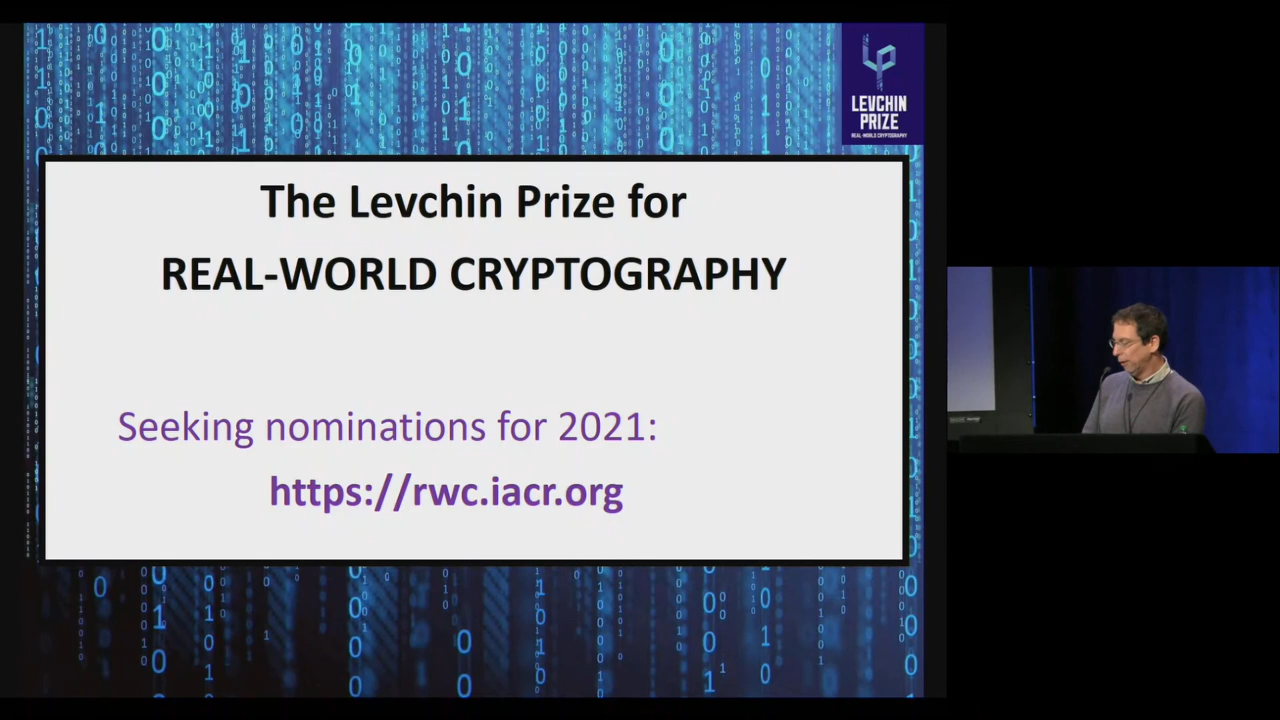 LEVCHIN
PRIZE
REAL-WORLD CRYPTOGRAPHY
The Levchin Prize for
REAL-WORLD CRYPTOGRAPHY
Seeking nominations for 2021:
https://rwc.iacr.org